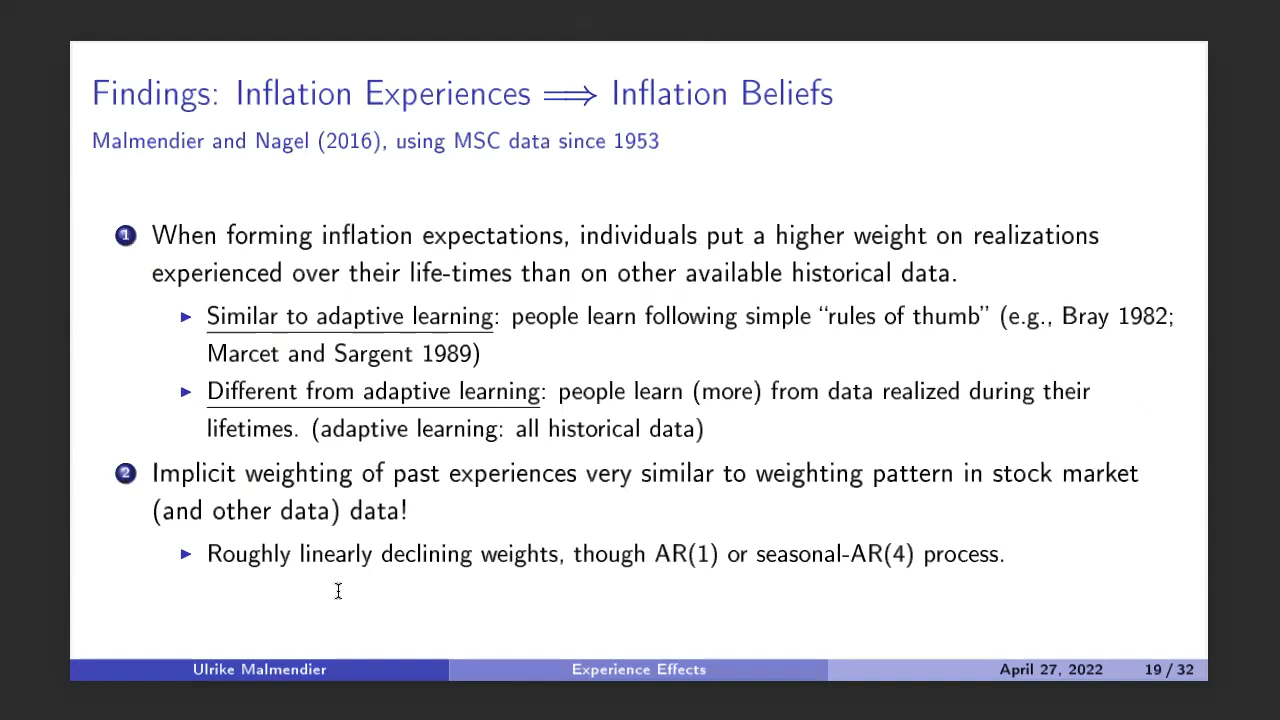 Findings: Inflation Experiences ⟹ Inflation Beliefs
Malmendier and Nagel (2016), using MSC data since 1953
1 When forming inflation expectations, individuals put a higher weight on realizations
experienced over their life-times than on other available historical data.
▶ Similar to adaptive learning: people learn following simple “rules of thumb” (e.g., Bray 1982;
Marcet and Sargent 1989)
▶ Different from adaptive learning: people learn (more) from data realized during their
lifetimes. (adaptive learning: all historical data)
2 Implicit weighting of past experiences very similar to weighting pattern in stock market
(and other data) data!
▶ Roughly linearly declining weights, though AR(1) or seasonal-AR(4) process.
Ulrike Malmendier Experience Effects April 27, 2022 19 / 32